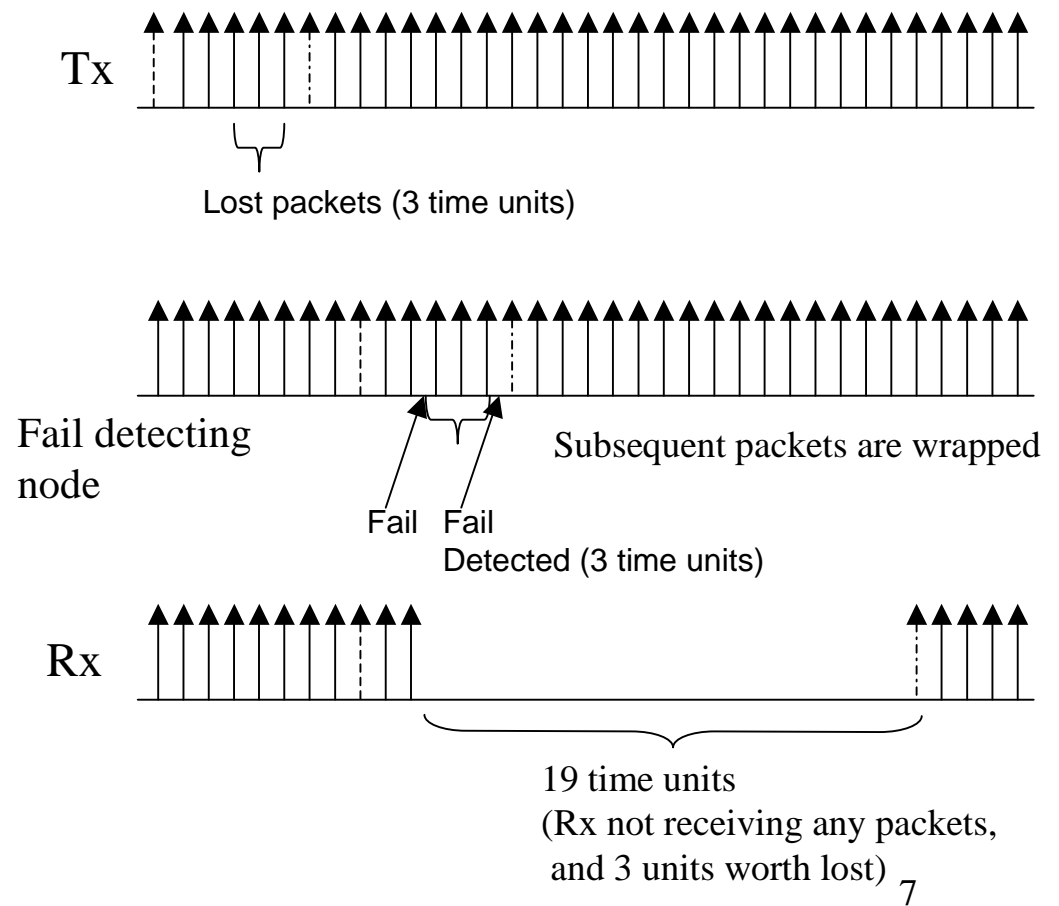 Tx
Lost packets (3 time units)
Fail detecting
node
Subsequent packets are wrapped
Fail
Fail
Detected (3 time units)
Rx
19 time units
(Rx not receiving any packets,
and 3 units worth lost)
7